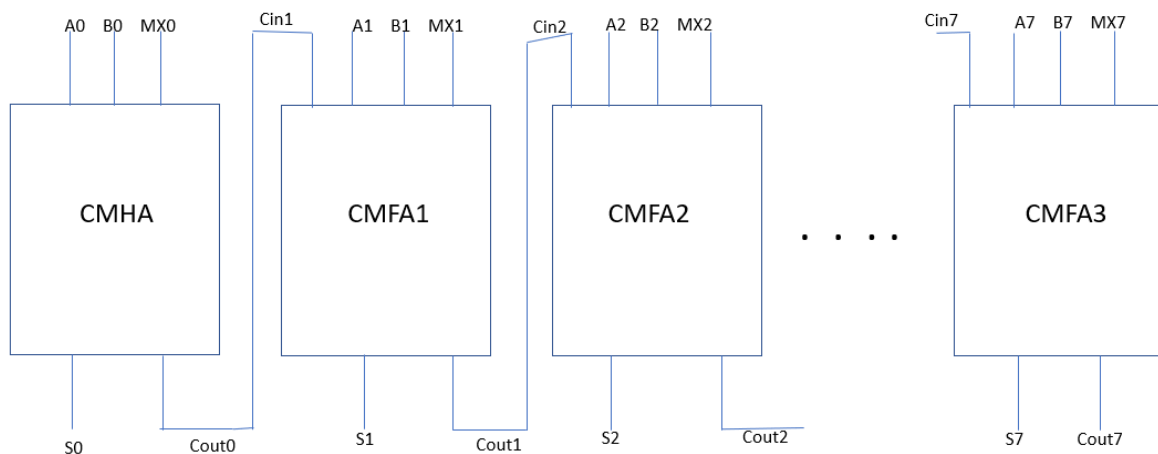 A0 B0 MX0 Cin1 A1 B1 MX1 Cin2 A2 B2 MX2 Cin7 A7 B7 MX7
CMHA CMFA1 CMFA2 . . . . CMFA3
S0 Cout0 S1 Cout1 S2 Cout2 S7 Cout7